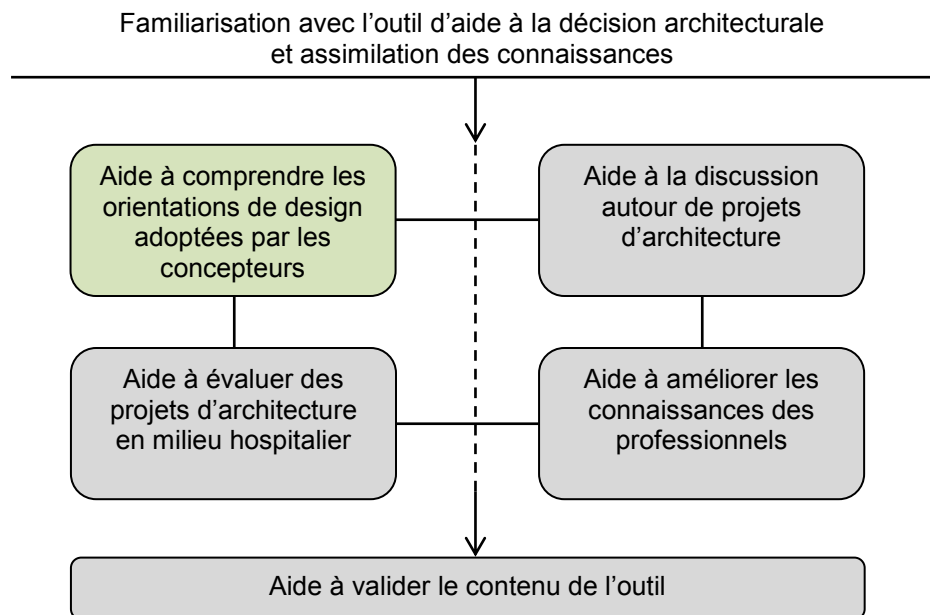 Familiarisation avec l’outil d’aide à la décision architecturale
et assimilation des connaissances
Aide à comprendre les
orientations de design
adoptées par les
concepteurs
Aide à la discussion
autour de projets
d’architecture
Aide à évaluer des
projets d’architecture
en milieu hospitalier
Aide à améliorer les
connaissances des
professionnels
Aide à valider le contenu de l’outil